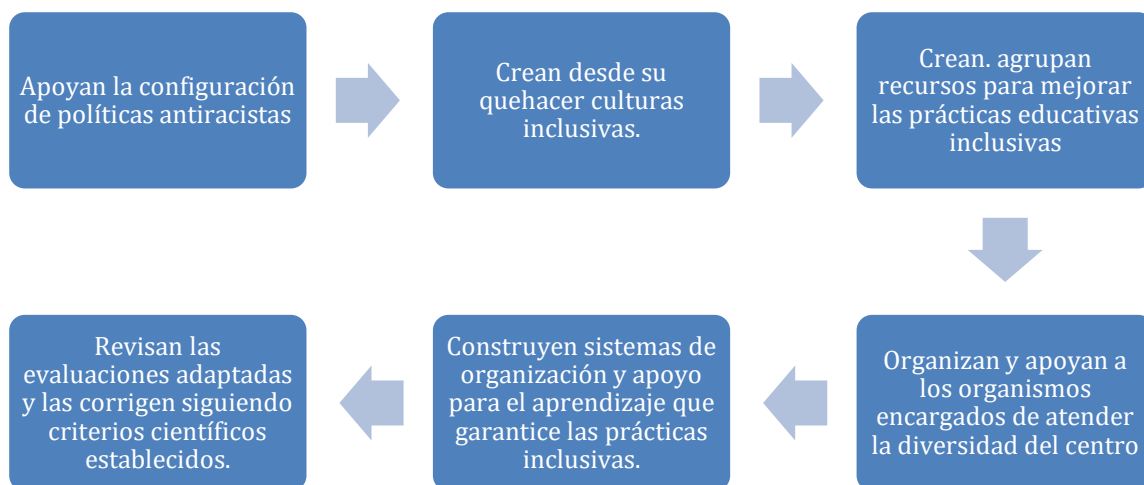 Apoyan la configuración
de políticas antiracistas
Crean desde su
quehacer culturas
inclusivas.
Crean. agrupan
recursos para mejorar
las prácticas educativas
inclusivas
Organizan y apoyan a
los organismos
encargados de atender
la diversidad del centro
Construyen sistemas de
organización y apoyo
para el aprendizaje que
garantice las prácticas
inclusivas.
Revisan las
evaluaciones adaptadas
y las corrigen siguiendo
criterios científicos
establecidos.